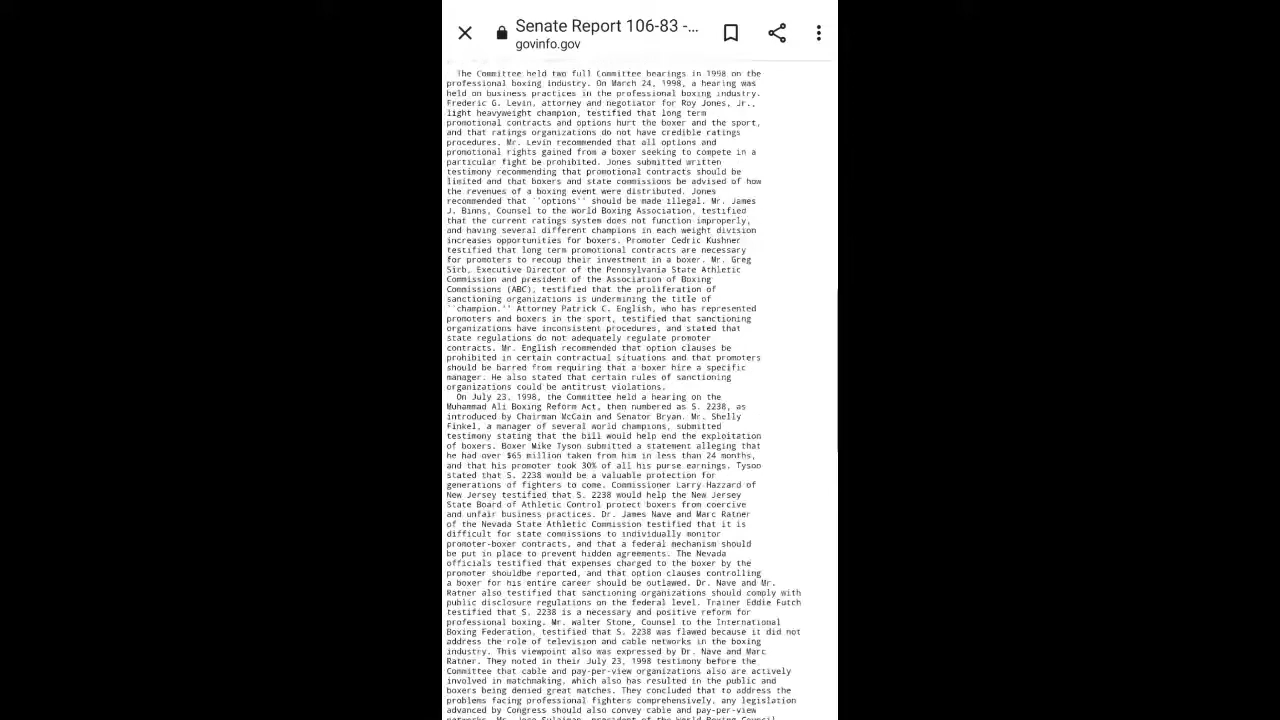 Senate Report 106-83 -...
govinfo.gov
The Committee held two full Committee hearings in 1998 on the
professional boxing industry. On March 24, 1998, a hearing was
held on business practices in the professional boxing industry.
Frederic G. Levin, attorney and negotiator for Roy Jones, Jr.,
light heavyweight champion, testified that long term
promotional contracts and options hurt the boxer and the sport,
and that ratings organizations do not have credible ratings
procedures. Mr. Levin recommended that all options and
promotional rights gained from a boxer seeking to compete in a
particular fight be prohibited. Jones submitted written
testimony recommending that promotional contracts should be
limited and that boxers and state commissions be advised of how
the revenues of a boxing event were distributed. Jones
recommended that ``options'' should be made illegal. Mr. James
J. Binns, Counsel to the World Boxing Association, testified
that the current ratings system does not function improperly,
and having several different champions in each weight division
increases opportunities for boxers. Promoter Cedric Kushner
testified that long term promotional contracts are necessary
for promoters to recoup their investment in a boxer. Mr. Greg
Sirb, Executive Director of the Pennsylvania State Athletic
Commission and president of the Association of Boxing
Commissions (ABC), testified that the proliferation of
sanctioning organizations is undermining the title of
``champion.'' Attorney Patrick C. English, who has represented
promoters and boxers in the sport, testified that sanctioning
organizations have inconsistent procedures, and stated that
state regulations do not adequately regulate promoter
contracts. Mr. English recommended that option clauses be
prohibited in certain contractual situations and that promoters
should be barred from requiring that a boxer hire a specific
manager. He also stated that certain rules of sanctioning
organizations could be antitrust violations.
On July 23, 1998, the Committee held a hearing on the
Muhammad Ali Boxing Reform Act, then numbered as S. 2238, as
introduced by Chairman McCain and Senator Bryan. Mr. Shelly
Finkel, a manager of several world champions, submitted
testimony stating that the bill would help end the exploitation
of boxers. Boxer Mike Tyson submitted a statement alleging that
he had over $65 million taken from him in less than 24 months,
and that his promoter took 30% of all his purse earnings. Tyson
stated that S. 2238 would be a valuable protection for
generations of fighters to come. Commissioner Larry Hazzard of
New Jersey testified that S. 2238 would help the New Jersey
State Board of Athletic Control protect boxers from coercive
and unfair business practices. Dr. James Nave and Marc Ratner
of the Nevada State Athletic Commission testified that it is
difficult for state commissions to individually monitor
promoter-boxer contracts, and that a federal mechanism should
be put in place to prevent hidden agreements. The Nevada
officials testified that expenses charged to the boxer by the
promoter shouldbe reported, and that option clauses controlling
a boxer for his entire career should be outlawed. Dr. Nave and Mr.
Ratner also testified that sanctioning organizations should comply with
public disclosure regulations on the federal level. Trainer Eddie Futch
testified that S. 2238 is a necessary and positive reform for
professional boxing. Mr. Walter Stone, Counsel to the International
Boxing Federation, testified that S. 2238 was flawed because it did not
address the role of television and cable networks in the boxing
industry. This viewpoint also was expressed by Dr. Nave and Marc
Ratner. They noted in their July 23, 1998 testimony before the
Committee that cable and pay-per-view organizations also are actively
involved in matchmaking, which also has resulted in the public and
boxers being denied great matches. They concluded that to address the
problems facing professional fighters comprehensively, any legislation
advanced by Congress should also convey cable and pay-per-view
networks. Mr. Jose Sulaiman, president of the World Boxing Council